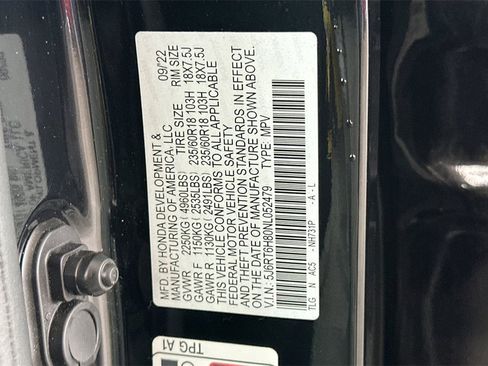 MFD. BY HONDA DEVELOPMENT & 09/22
MANUFACTURING OF AMERICA, LLC
TIRE SIZE RIM SIZE
GVWR 2250KG( 4960LBS)
GAWR F 1150KG( 2535LBS) 235/60R18 103H 18X7.5J
GAWR R 1130KG( 2491LBS) 235/60R18 103H 18X7.5J
THIS VEHICLE CONFORMS TO ALL APPLICABLE
FEDERAL MOTOR VEHICLE SAFETY
AND THEFT PREVENTION STANDARDS IN EFFECT
ON THE DATE OF MANUFACTURE SHOWN ABOVE.
V.I.N.: 5J6RT6H80NL052479 TYPE: MPV
TLG N AC5 - NH731P - A - L
TPG A1